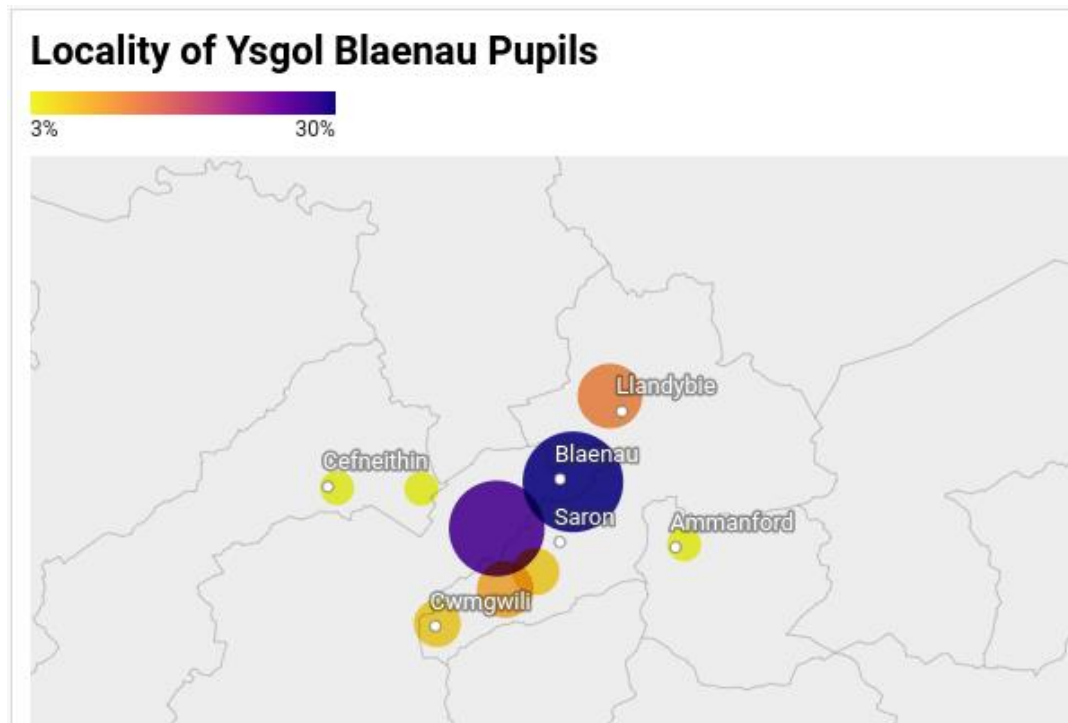 Locality of Ysgol Blaenau Pupils
3% 30%
Llandybie
Blaenau
Cefneithin
Saron
Ammanford
Cwmgwili